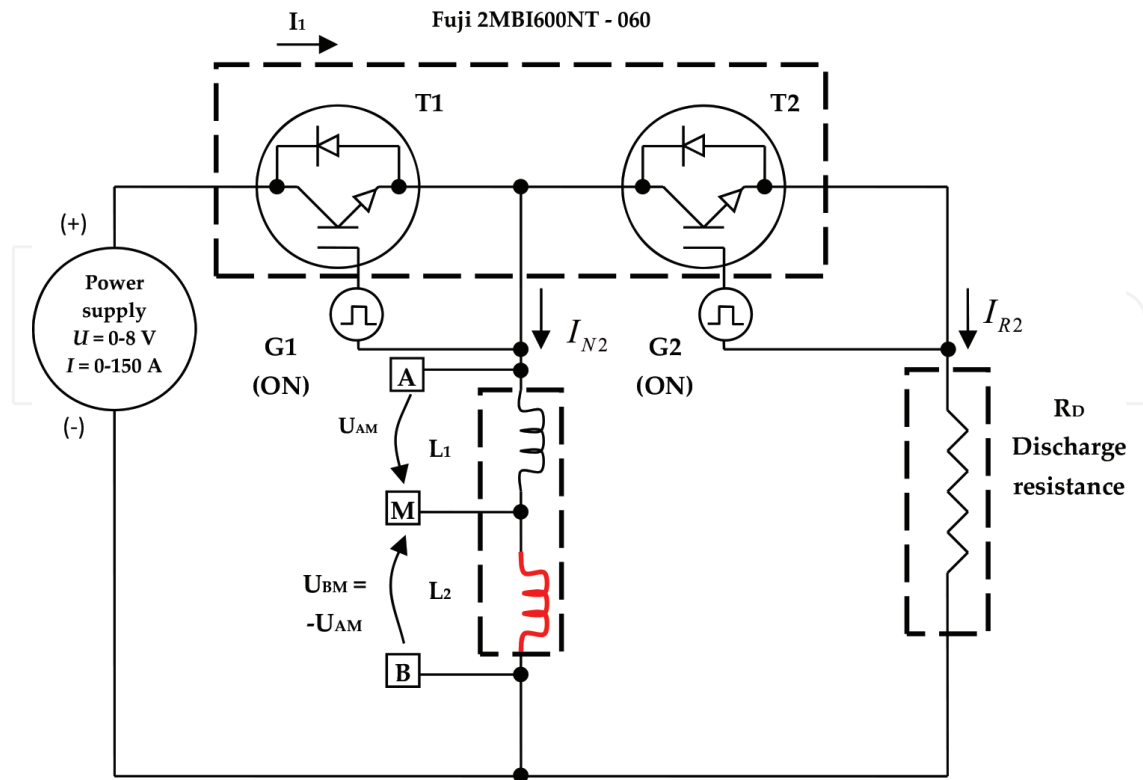 Fuji 2MBI600NT - 060
I1
T1
T2
(+)
Power
supply
U = 0-8 V
I = 0-150 A
(-)
G1
(ON)
IN2
G2
(ON)
IR2
A
UAM
L1
M
UBM =
-UAM
L2
B
RD
Discharge
resistance